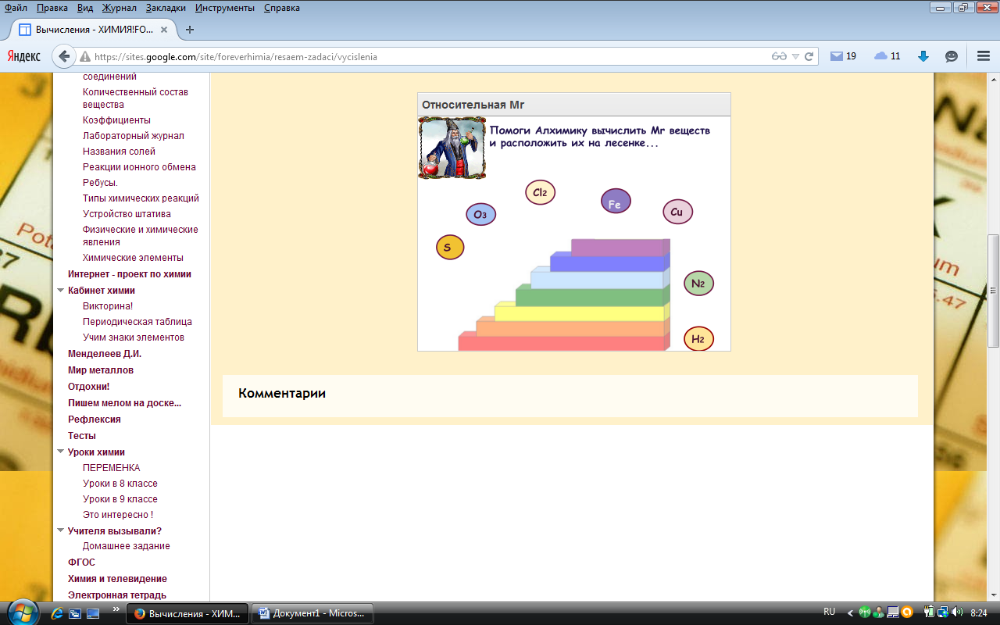 Файл Правка Вид Журнал Закладки Инструменты Справка
Вычисления - ХИМИЯ!FO...
Яндекс https://sites.google.com/site/foreverhimia/resaem-zadaci/vycislenia 19 11
соединений
Количественный состав
вещества
Коэффициенты
Лабораторный журнал
Названия солей
Реакции ионного обмена
Ребусы.
Типы химических реакций
Устройство штатива
Физические и химические
явления
Химические элементы
Интернет - проект по химии
Кабинет химии
Викторина!
Периодическая таблица
Учим знаки элементов
Менделеев Д.И.
Мир металлов
Отдохни!
Пишем мелом на доске...
Рефлексия
Тесты
Уроки химии
ПЕРЕМЕНКА
Уроки в 8 классе
Уроки в 9 классе
Это интересно !
Учителя вызывали?
Домашнее задание
ФГОС
Химия и телевидение
Электронная тетрадь
Относительная Mr
Помоги Алхимику вычислить Mr веществ
и расположить их на лесенке...
Cl2
Fe
O3
Cu
S
N2
H2
Комментарии
Вычисления - ХИМ...
Документ1 - Micros...
RU
8:24